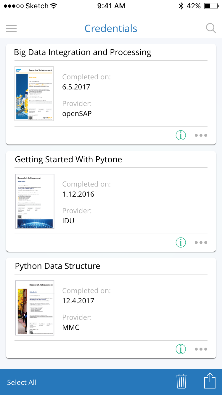 Sketch 9:41 AM 42%
Credentials
Big Data Integration and Processing
Completed on:
6.5.2017
Provider:
openSAP
Getting Started With Pytone
Completed on:
1.12.2016
Provider:
IDU
Python Data Structure
Completed on:
12.4.2017
Provider:
MMC
Select All